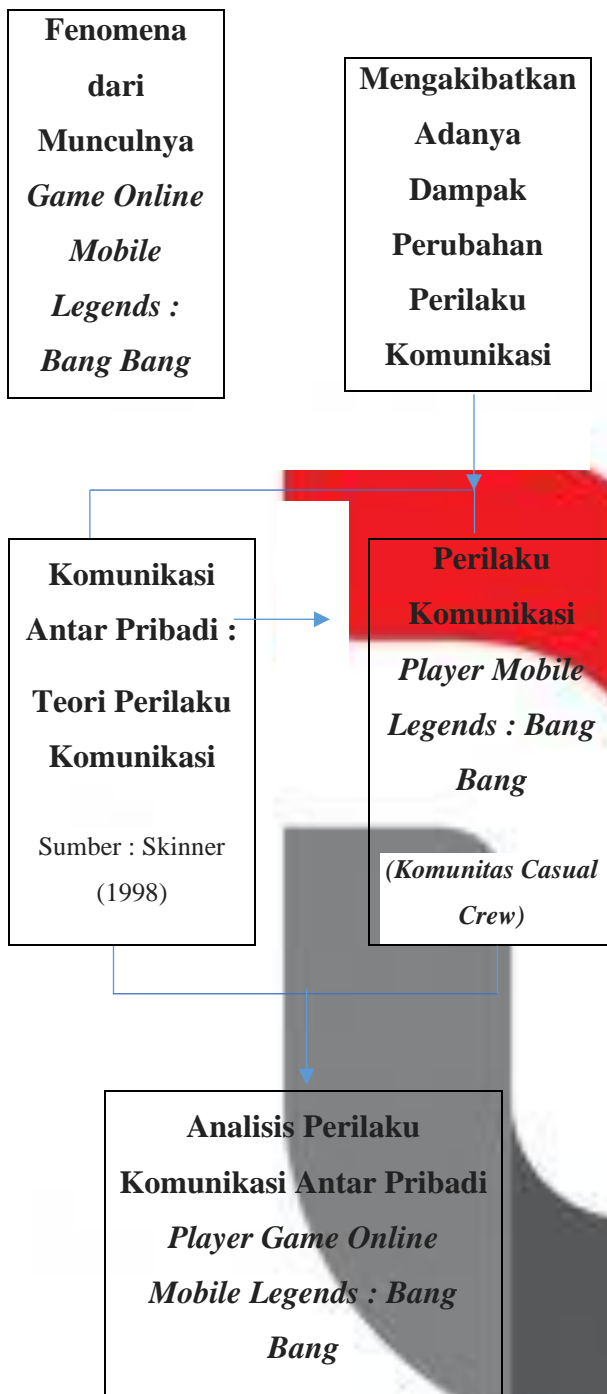 Fenomena
dari
Munculnya
Game Online
Mobile
Legends :
Bang Bang
Mengakibatkan
Adanya
Dampak
Perubahan
Perilaku
Komunikasi
Komunikasi
Antar Pribadi :
Teori Perilaku
Komunikasi
Sumber : Skinner
(1998)
Perilaku
Komunikasi
Player Mobile
Legends : Bang
Bang
(Komunitas Casual
Crew)
Analisis Perilaku
Komunikasi Antar Pribadi
Player Game Online
Mobile Legends : Bang
Bang